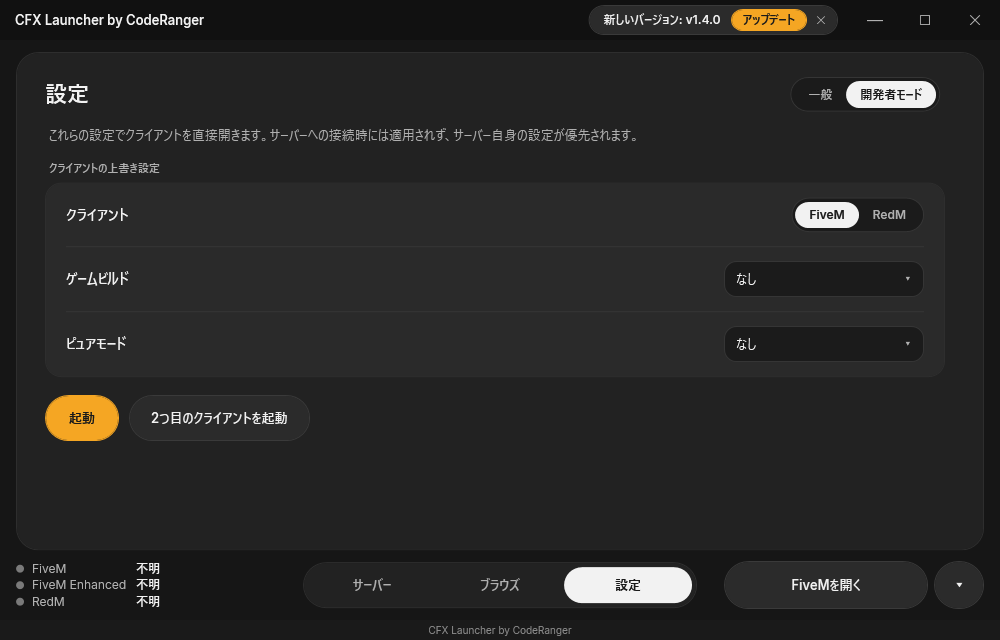 CFX Launcher by CodeRanger
新しいバージョン: v1.4.0 アップデート
設定
一般 開発者モード
これらの設定でクライアントを直接開きます。サーバーへの接続時には適用されず、サーバー自身の設定が優先されます。
クライアントの上書き設定
クライアント FiveM RedM
ゲームビルド なし
ピュアモード なし
起動 2つ目のクライアントを起動
FiveM 不明
FiveM Enhanced 不明
RedM 不明
サーバー ブラウズ 設定
FiveMを開く
CFX Launcher by CodeRanger